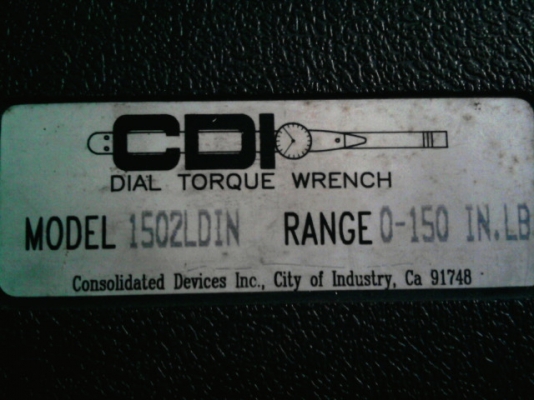 CDI
DIAL TORQUE WRENCH
MODEL 1502LDIN RANGE 0-150 IN.LB
Consolidated Devices Inc., City of Industry, Ca 91748